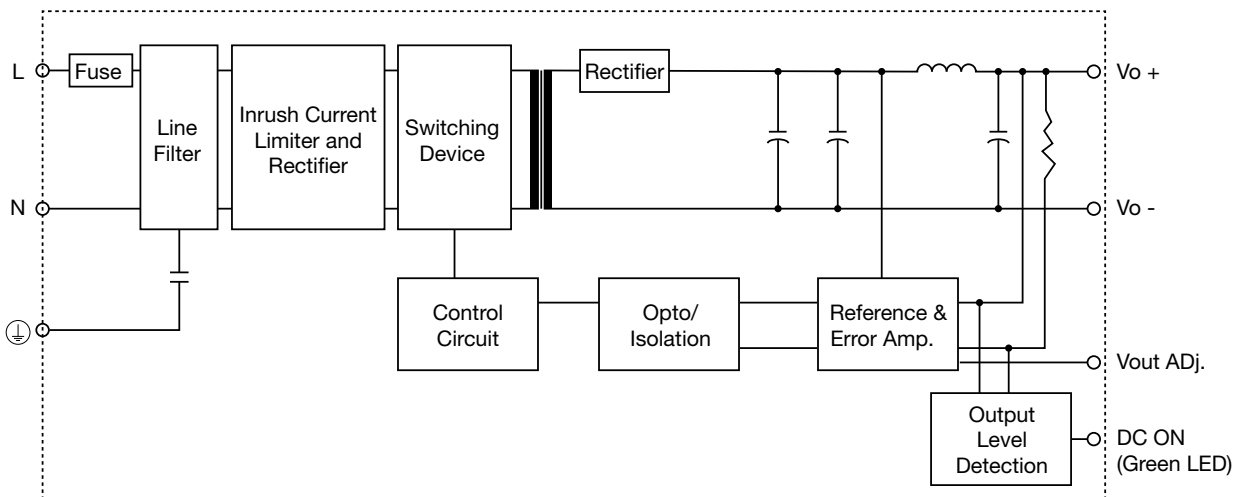 L
Fuse
Line
Filter
Inrush Current
Limiter and
Rectifier
Switching
Device
Rectifier
Vo +
N
Vo -
Control
Circuit
Opto/
Isolation
Reference &
Error Amp.
Vout ADj.
Output
Level
Detection
DC ON
(Green LED)